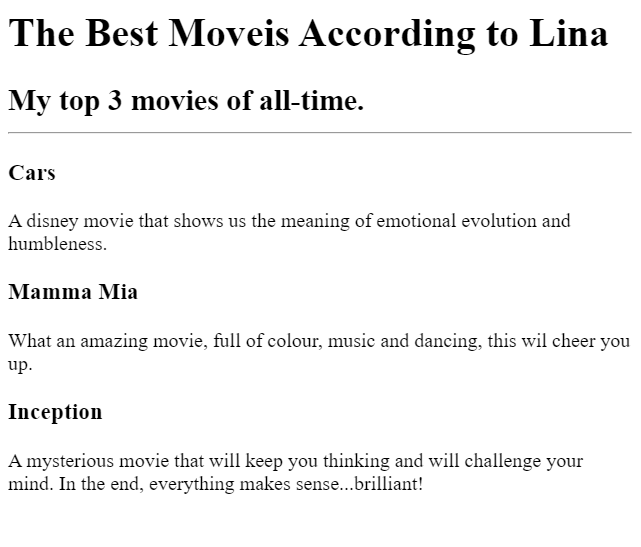 The Best Moveis According to Lina
My top 3 movies of all-time.
Cars
A disney movie that shows us the meaning of emotional evolution and
humbleness.
Mamma Mia
What an amazing movie, full of colour, music and dancing, this wil cheer you
up.
Inception
A mysterious movie that will keep you thinking and will challenge your
mind. In the end, everything makes sense...brilliant!